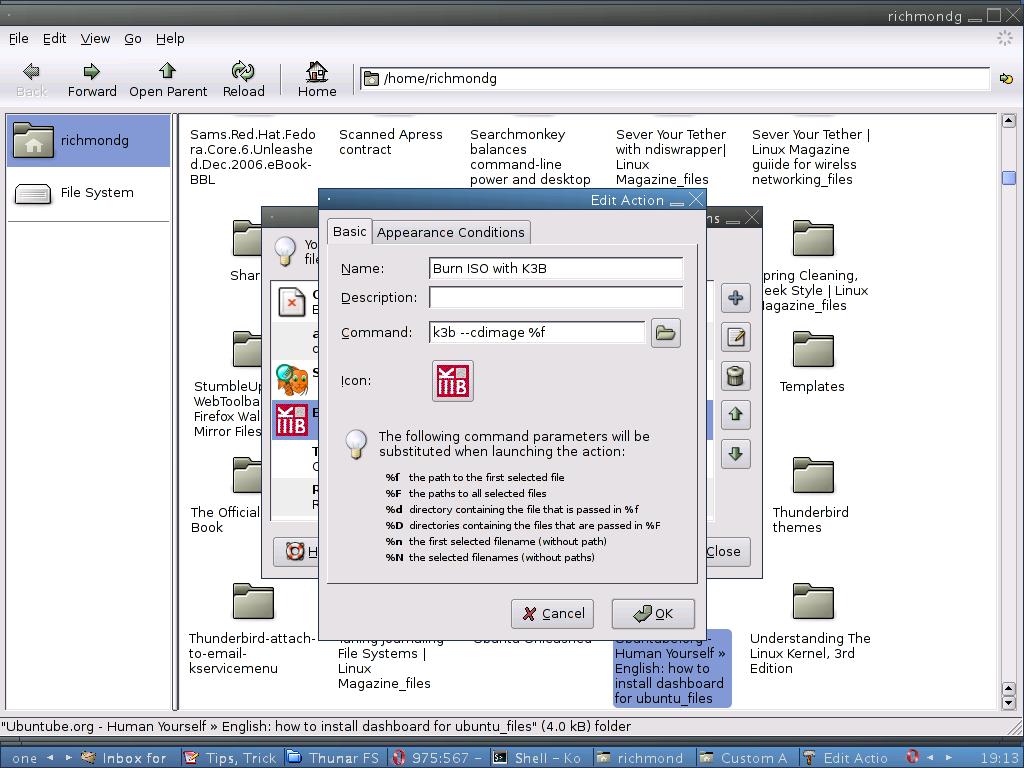 richmondg
File Edit View Go Help
Back Forward Open Parent Reload Home /home/richmondg
richmondg
File System
Sams.Red.Hat.Fedo
ra.Core.6.Unleashe
d.Dec.2006.eBook-
BBL
Scanned Apress
contract
Searchmonkey
balances
command-line
power and desktop
Sever Your Tether
with ndiswrapper|
Linux
Magazine_files
Sever Your Tether |
Linux Magazine
guiide for wirelss
networking_files
Shar
pring Cleaning,
eek Style | Linux
agazine_files
StumbleUp
WebToolba
Firefox Wal
Mirror Files
Templates
The Official
Book
Thunderbird
themes
Thunderbird-attach-
to-email-
kservicemenu
File Systems |
Linux
Magazine_files
Ubuntu Unleashed
Ubuntube.org -
Human Yourself »
English: how to
install dashboard
for ubuntu_files
Understanding The
Linux Kernel, 3rd
Edition
ns
Yo
file
H
Close
Edit Action
Basic Appearance Conditions
Name: Burn ISO with K3B
Description:
Command: k3b --cdimage %f
Icon:
The following command parameters will be
substituted when launching the action:
%f the path to the first selected file
%F the paths to all selected files
%d directory containing the file that is passed in %f
%D directories containing the files that are passed in %F
%n the first selected filename (without path)
%N the selected filenames (without paths)
Cancel OK
"Ubuntube.org - Human Yourself » English: how to install dashboard for ubuntu_files" (4.0 kB) folder
one Inbox for Tips, Trick Thunar FS 975:567 – Shell – Ko richmond Custom A Edit Actio 19:13